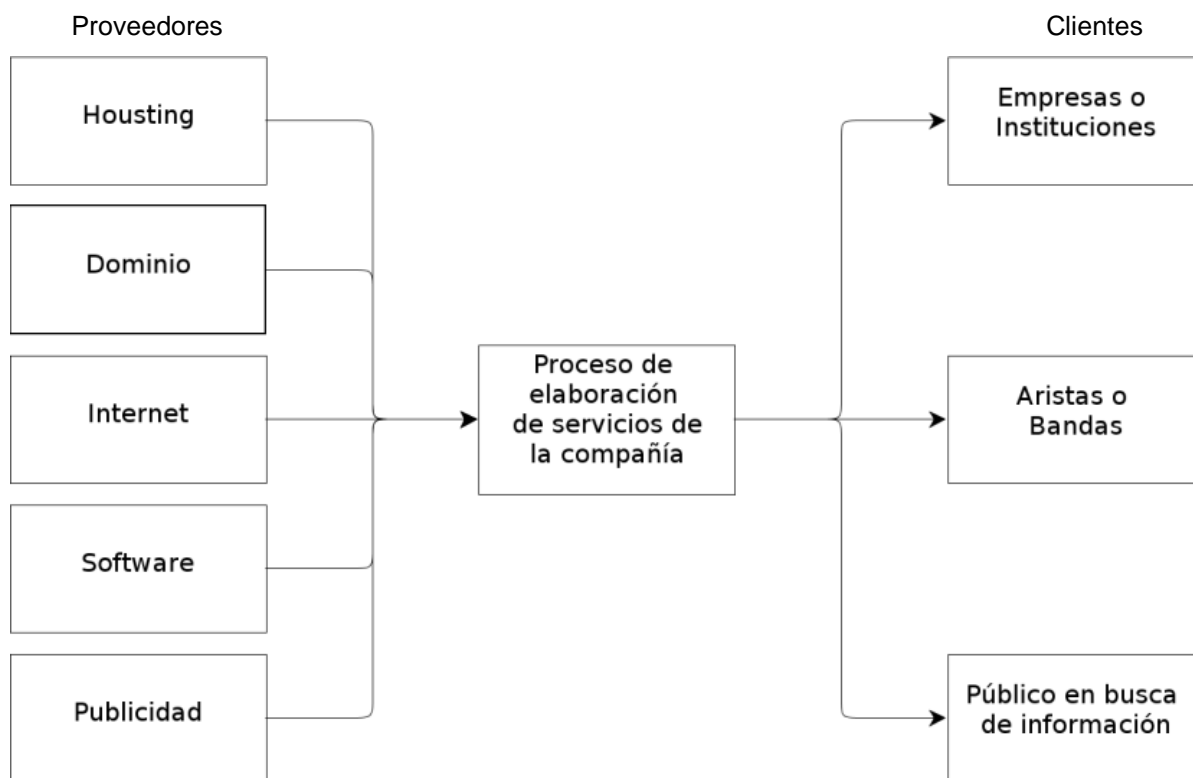 Proveedores
Clientes
Housting
Dominio
Internet
Software
Publicidad
Proceso de
elaboración
de servicios de
la compañía
Empresas o
Instituciones
Aristas o
Bandas
Público en busca
de información